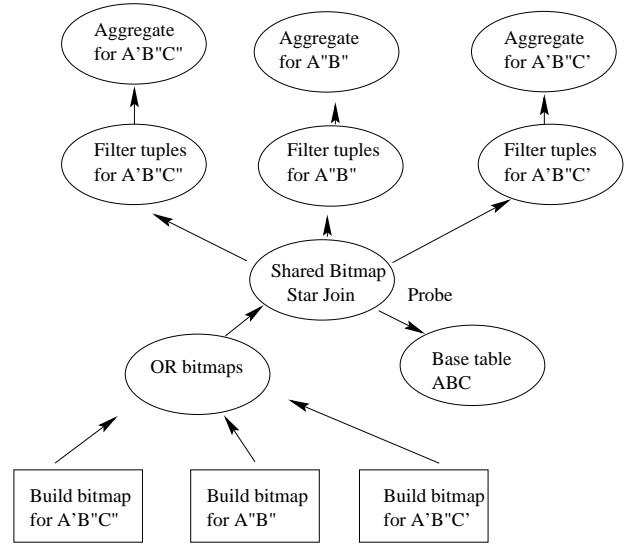 Aggregate
for A'B"C"
Aggregate
for A"B"
Aggregate
for A'B"C'
Filter tuples
for A'B"C"
Filter tuples
for A"B"
Filter tuples
for A'B"C'
Shared Bitmap
Star Join
Probe
OR bitmaps
Base table
ABC
Build bitmap
for A'B"C"
Build bitmap
for A"B"
Build bitmap
for A'B"C'